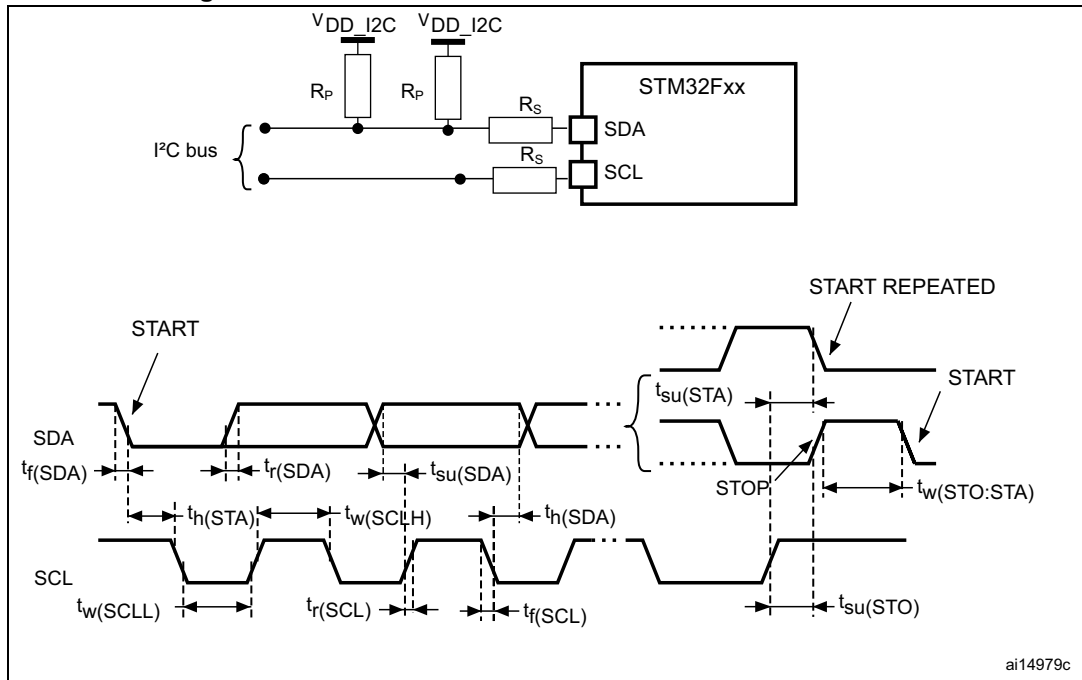 VDD_I2C VDD_I2C
STM32Fxx
RP RP RS
SDA
I²C bus
RS
SCL
START REPEATED
START
tsu(STA) START
SDA
tf(SDA) tr(SDA) tsu(SDA) STOP tw(STO:STA)
th(STA) tw(SCLH) th(SDA)
SCL
tw(SCLL) tr(SCL) tf(SCL) tsu(STO)
ai14979c